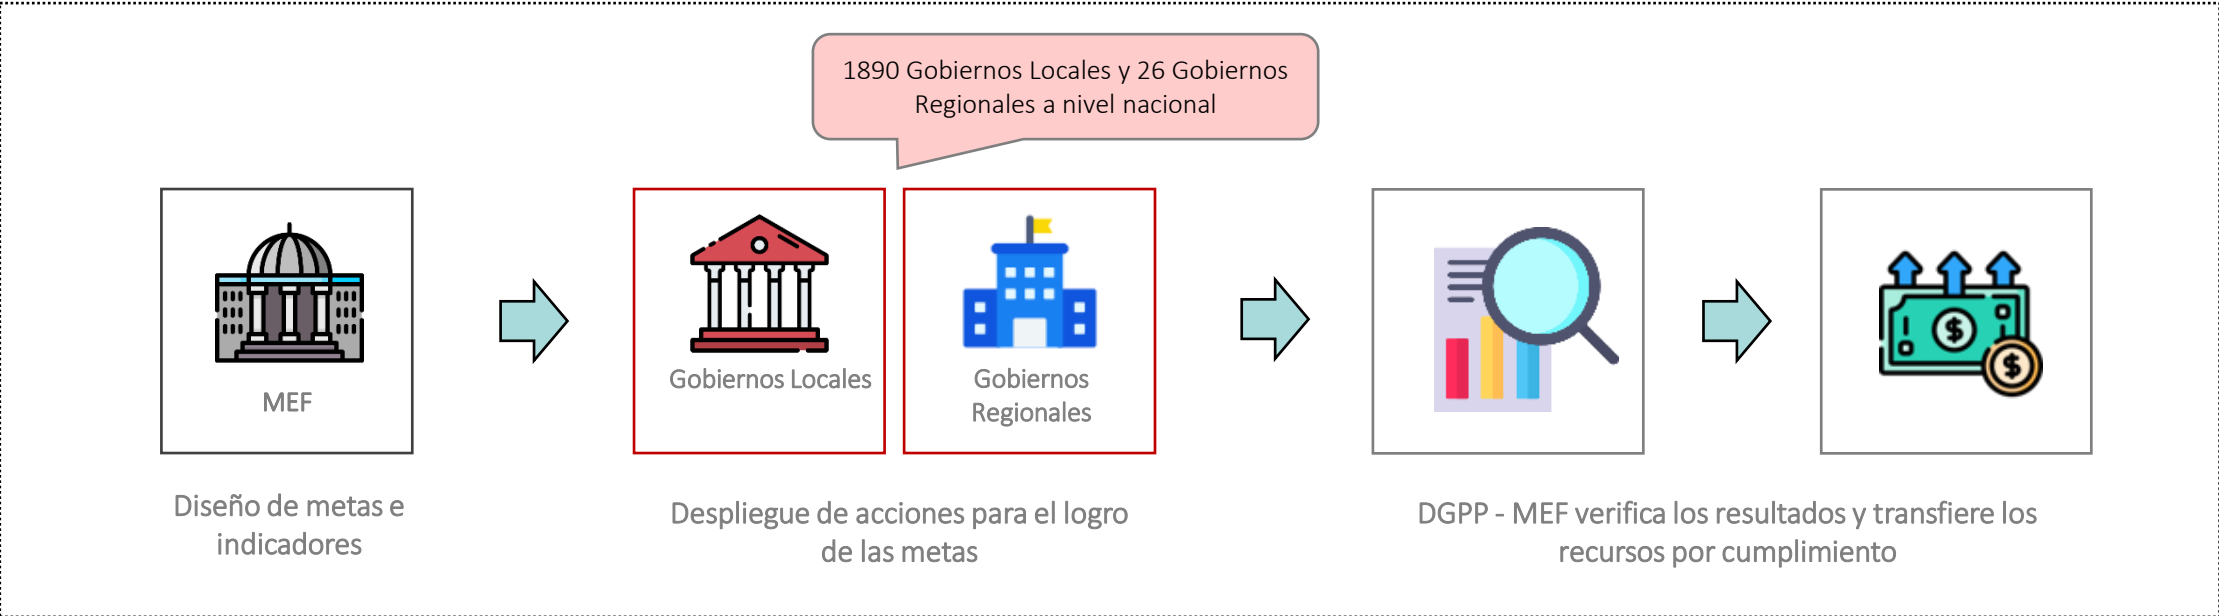 1890 Gobiernos Locales y 26 Gobiernos
Regionales a nivel nacional
MEF
Gobiernos Locales
Gobiernos
Regionales
Diseño de metas e
indicadores
Despliegue de acciones para el logro
de las metas
DGPP - MEF verifica los resultados y transfiere los
recursos por cumplimiento